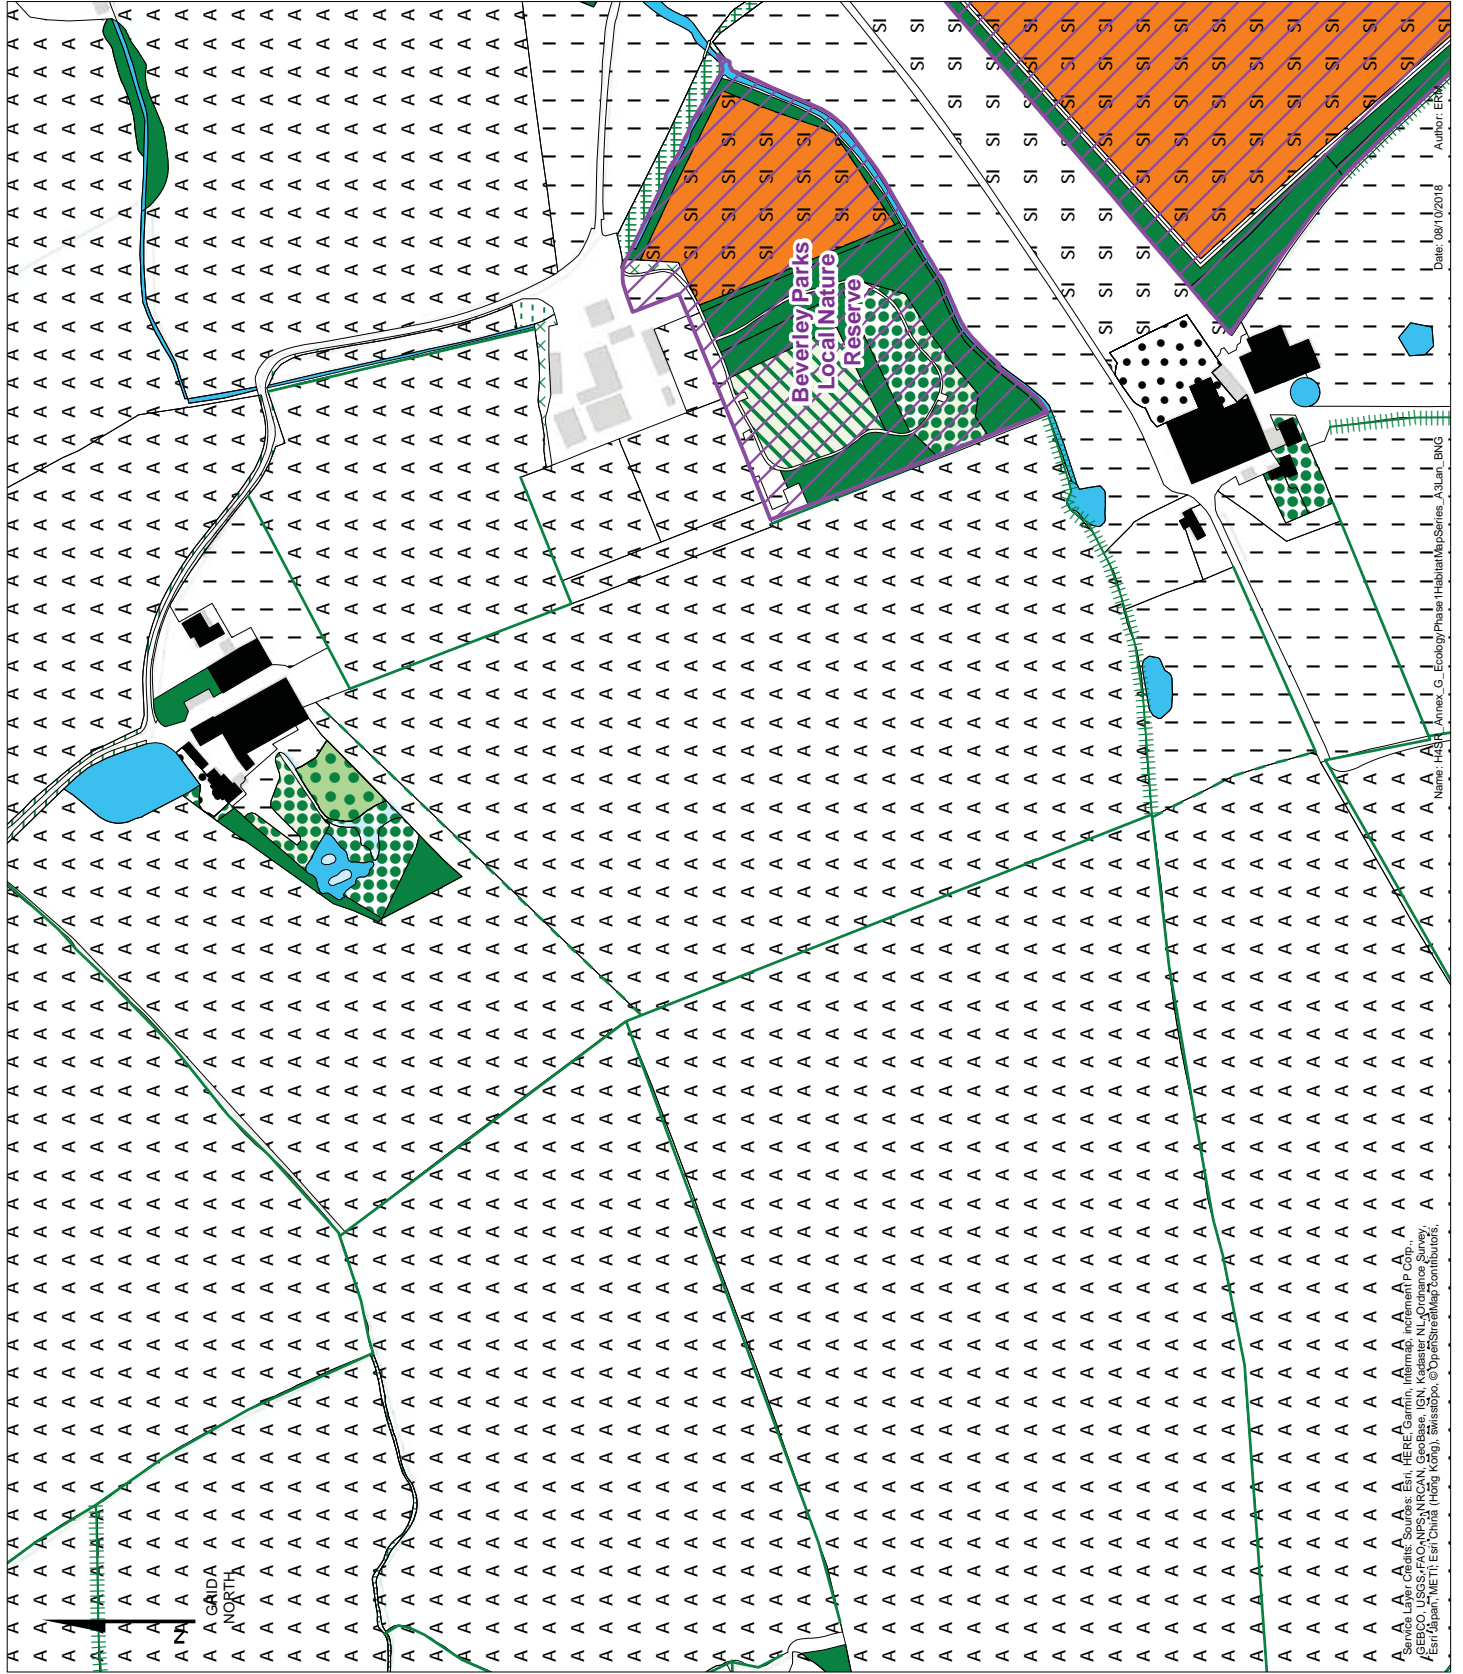 GRID
NORTH
N
Beverley Parks
Local Nature
Reserve
A
I
SI
Service Layer Credits: Sources: Esri, HERE, Garmin, Intermap, increment P Corp.,
GEBCO, USGS, FAO, NPS, NRCAN, GeoBase, IGN, Kadaster NL, Ordnance Survey,
Esri Japan, METI, Esri China (Hong Kong), swisstopo, © OpenStreetMap contributors,
Name: H4SR_Annex_G_EcologyPhase1HabitatMapSeries_A3Lan_BNG
Date: 08/10/2018
Author: ERM